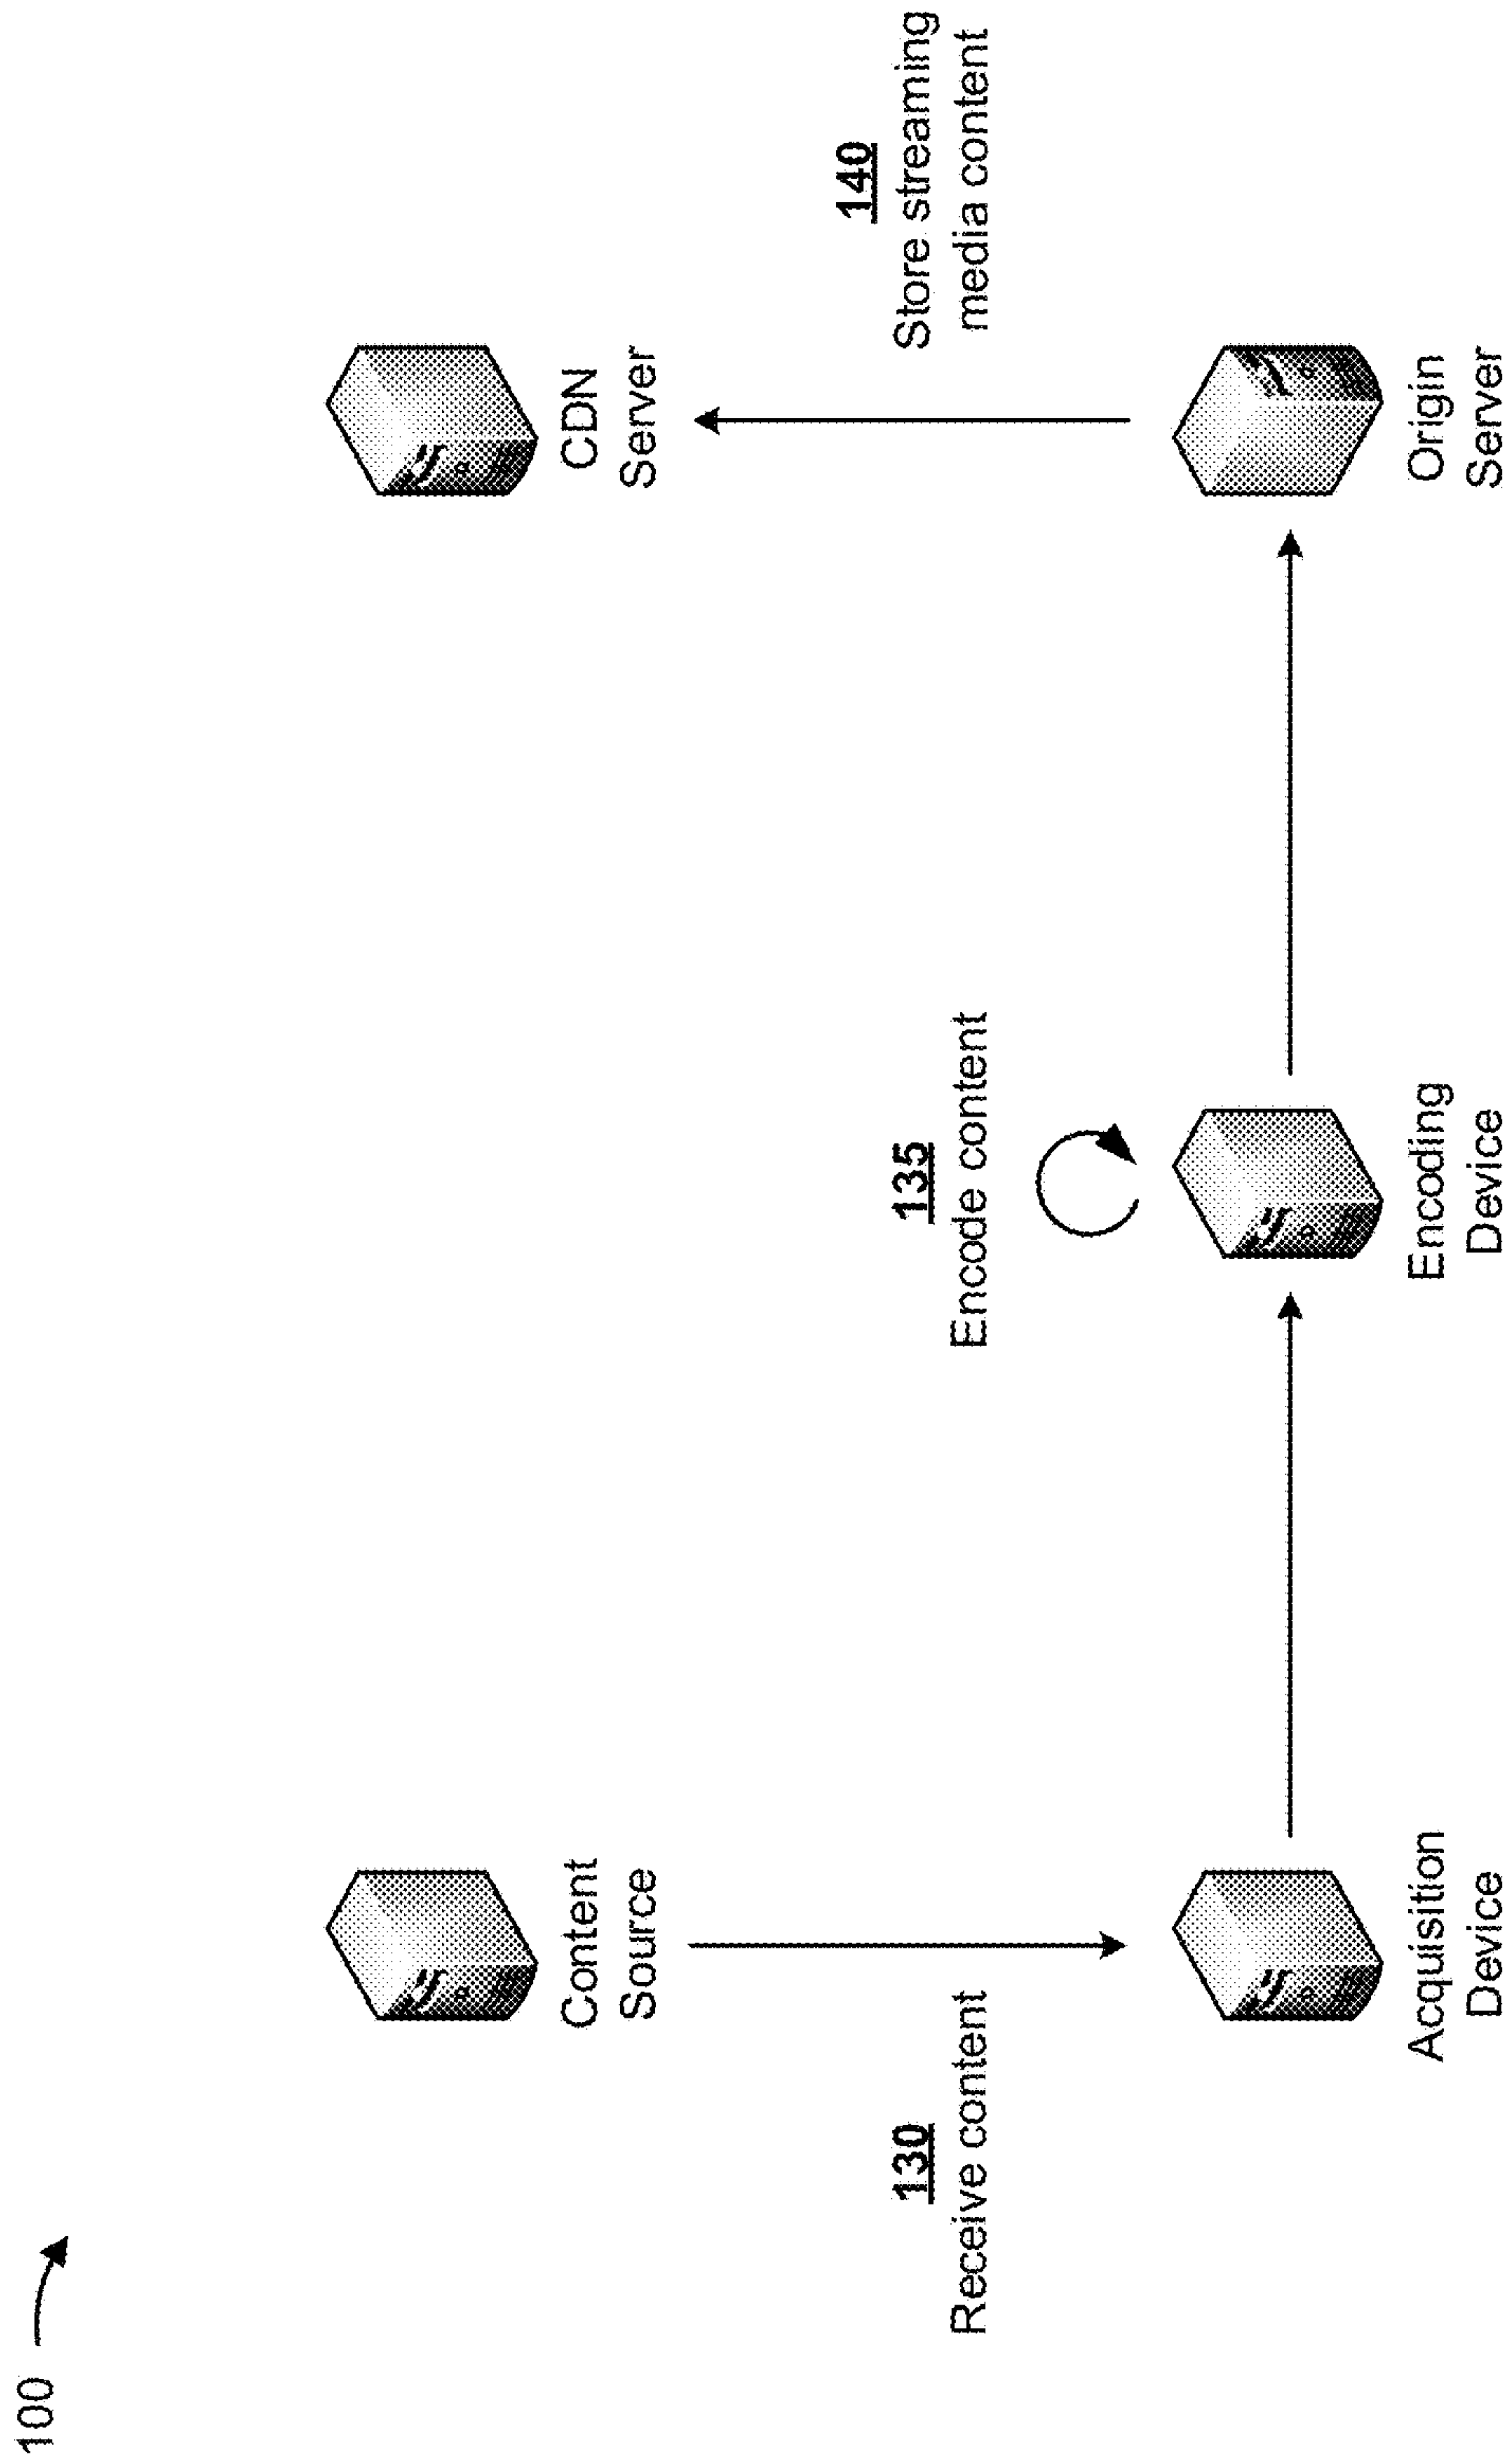 100
Content
Source
CDN
Server
130
Receive content
135
Encode content
140
Store streaming
media content
Acquisition
Device
Encoding
Device
Origin
Server